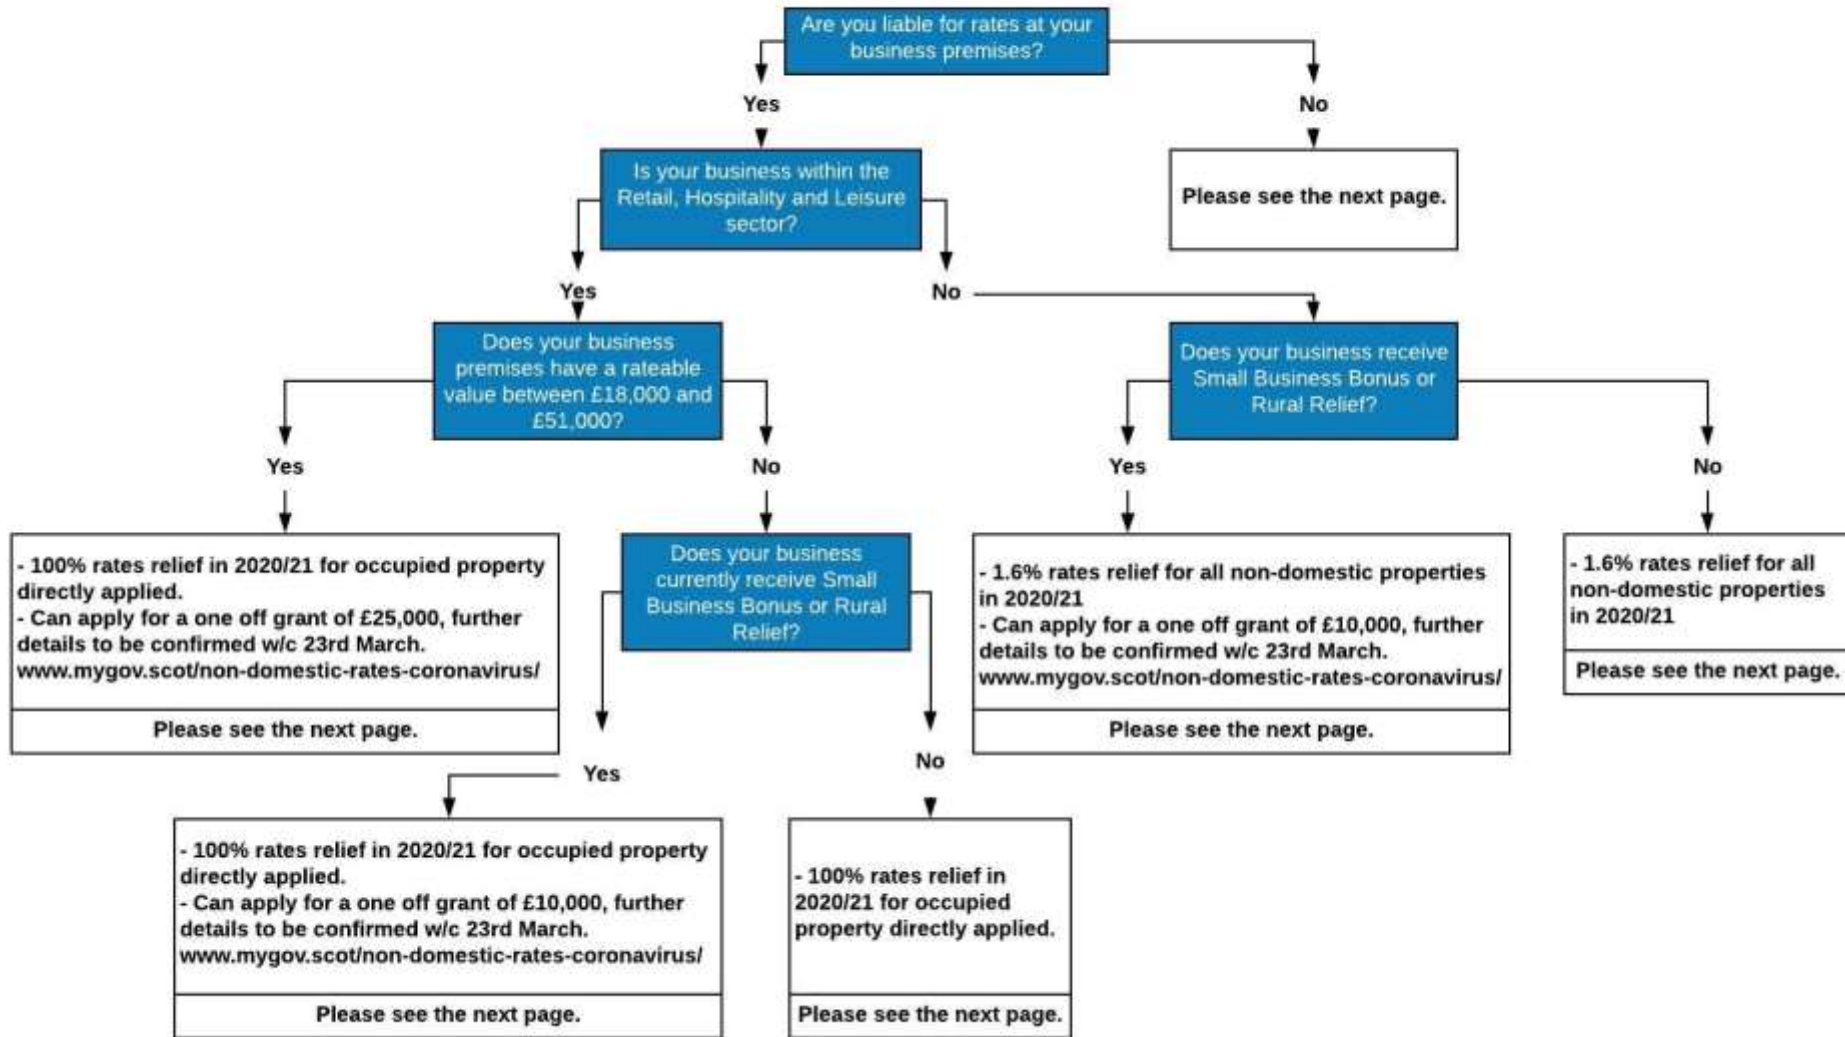 Are you liable for rates at your
business premises?
Yes
No
Is your business within the
Retail, Hospitality and Leisure
sector?
Please see the next page.
Yes
No
Does your business
premises have a rateable
value between £18,000 and
£51,000?
Does your business receive
Small Business Bonus or
Rural Relief?
Yes
No
Yes
No
- 100% rates relief in 2020/21 for occupied property
directly applied.
- Can apply for a one off grant of £25,000, further
details to be confirmed w/c 23rd March.
www.mygov.scot/non-domestic-rates-coronavirus/
Please see the next page.
Does your business
currently receive Small
Business Bonus or Rural
Relief?
- 1.6% rates relief for all non-domestic properties
in 2020/21
- Can apply for a one off grant of £10,000, further
details to be confirmed w/c 23rd March.
www.mygov.scot/non-domestic-rates-coronavirus/
Please see the next page.
- 1.6% rates relief for all
non-domestic properties
in 2020/21
Please see the next page.
Yes
No
- 100% rates relief in 2020/21 for occupied property
directly applied.
- Can apply for a one off grant of £10,000, further
details to be confirmed w/c 23rd March.
www.mygov.scot/non-domestic-rates-coronavirus/
Please see the next page.
- 100% rates relief in
2020/21 for occupied
property directly applied.
Please see the next page.